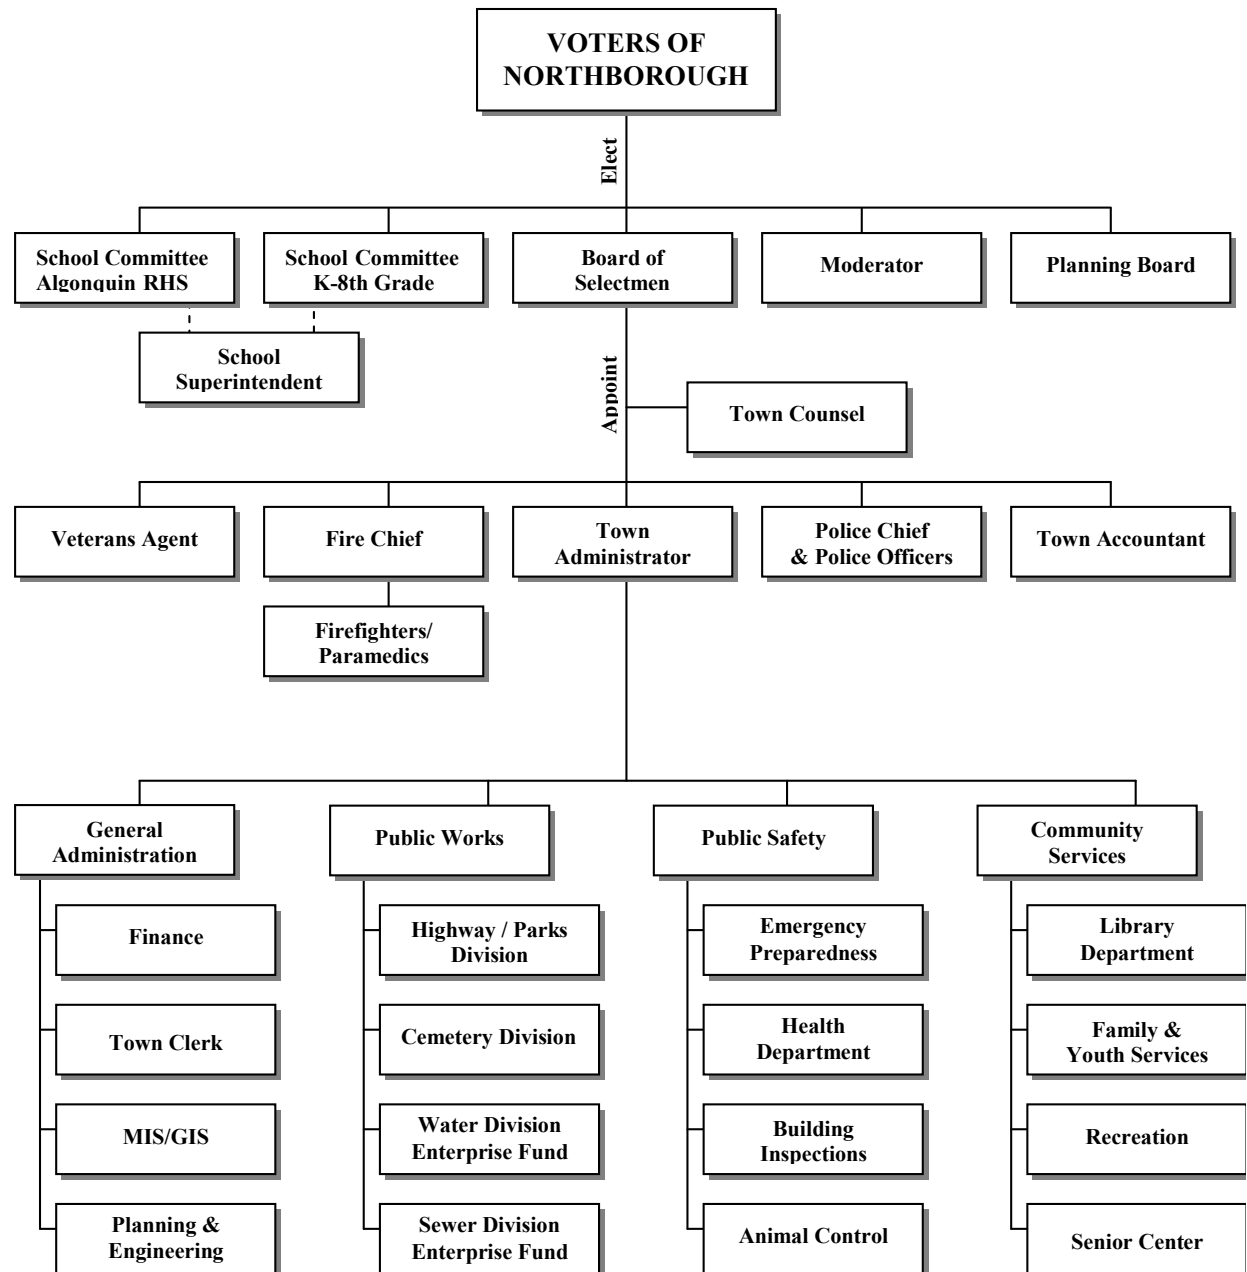 VOTERS OF
NORTHBOROUGH
Elect
School Committee
Algonquin RHS
School Committee
K-8th Grade
Board of
Selectmen
Moderator
Planning Board
School
Superintendent
Appoint
Town Counsel
Veterans Agent
Fire Chief
Town
Administrator
Police Chief
& Police Officers
Town Accountant
Firefighters/
Paramedics
General
Administration
Public Works
Public Safety
Community
Services
Finance
Highway / Parks
Division
Emergency
Preparedness
Library
Department
Town Clerk
Cemetery Division
Health
Department
Family &
Youth Services
MIS/GIS
Water Division
Enterprise Fund
Building
Inspections
Recreation
Planning &
Engineering
Sewer Division
Enterprise Fund
Animal Control
Senior Center